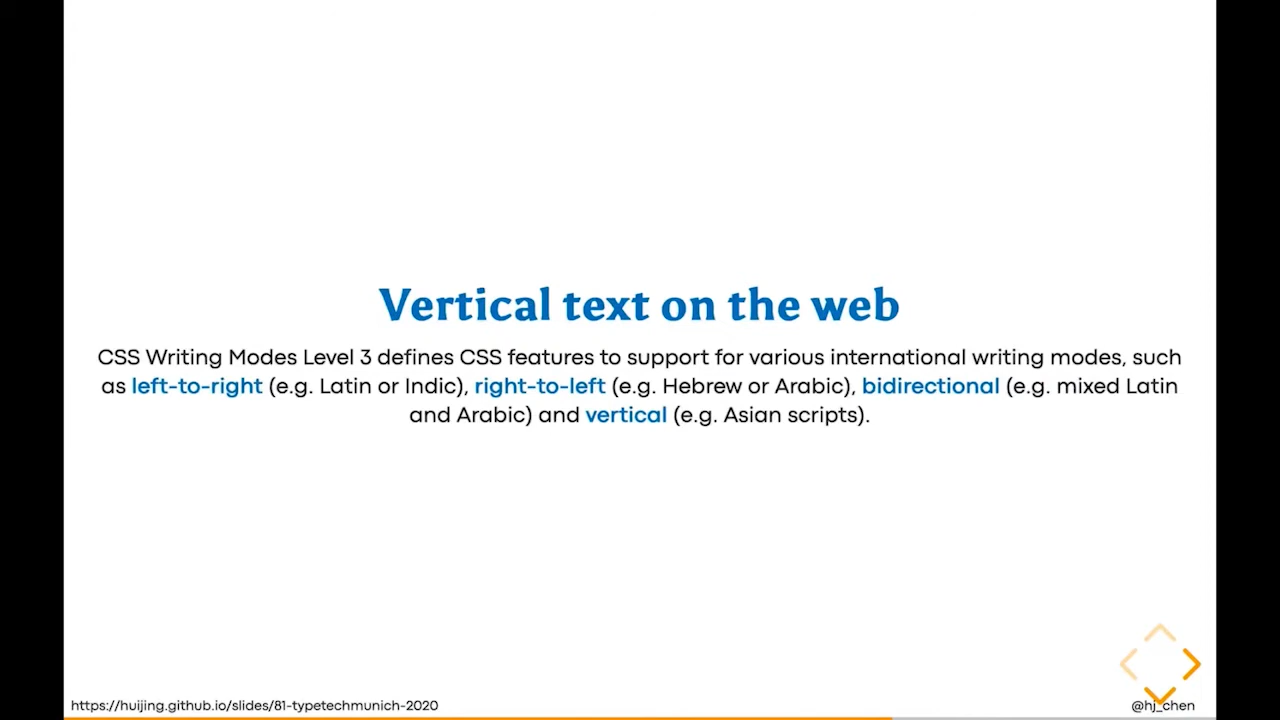 Vertical text on the web
CSS Writing Modes Level 3 defines CSS features to support for various international writing modes, such
as left-to-right (e.g. Latin or Indic), right-to-left (e.g. Hebrew or Arabic), bidirectional (e.g. mixed Latin
and Arabic) and vertical (e.g. Asian scripts).
https://huijing.github.io/slides/81-typetechmunich-2020
@hj_chen